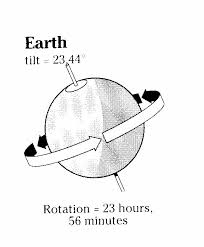 Earth
tilt = 23.44°
Rotation = 23 hours,
56 minutes